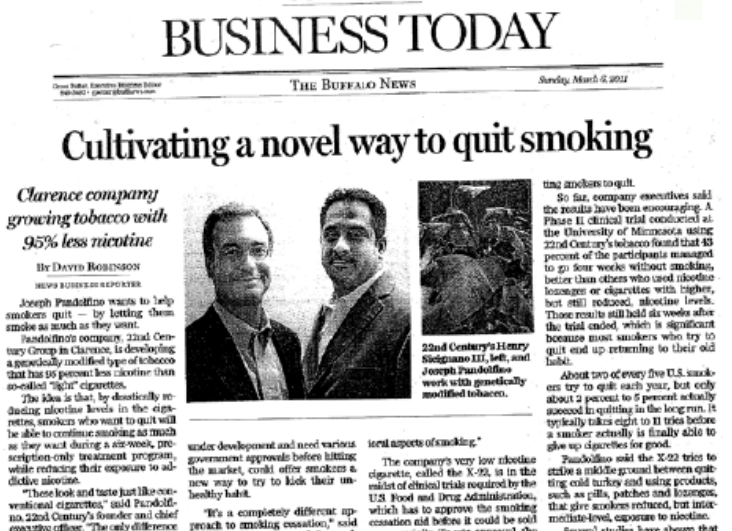 BUSINESS TODAY
THE BUFFALO NEWS
Sunday, March 6, 2011
Cultivating a novel way to quit smoking
Clarence company
growing tobacco with
95% less nicotine
BY DAVID ROBINSON
NEWS BUSINESS REPORTER
Joseph Pandolfino wants to help
smokers quit — by letting them
smoke as much as they want.
Pandolfino's company, 22nd Cen-
tury Group in Clarence, is developing
a genetically modified type of tobacco
that has 95 percent less nicotine than
so-called "light" cigarettes.
The idea is that, by drastically re-
ducing nicotine levels in the ciga-
rettes, smokers who want to quit will
be able to continue smoking as much
as they want during a six-week, pre-
scription-only treatment program,
while reducing their exposure to ad-
dictive nicotine.
"These look and taste just like con-
ventional cigarettes," said Pandolfi-
no, 22nd Century's founder and chief
executive officer. "The only difference
under development and need various
government approvals before hitting
the market, could offer smokers a
new way to try to kick their un-
healthy habit.
"It's a completely different ap-
proach to smoking cessation," said
22nd Century's Henry
Sicignano III, left, and
Joseph Pandolfino
work with genetically
modified tobacco.
ioral aspects of smoking."
The company's very low nicotine
cigarette, called the X-22, is in the
midst of clinical trials required by the
U.S. Food and Drug Administration,
which has to approve the smoking
cessation aid before it could be sold
ting smokers to quit.
So far, company executives said
the results have been encouraging. A
Phase II clinical trial conducted at
the University of Minnesota using
22nd Century's tobacco found that 43
percent of the participants managed
to go four weeks without smoking,
better than others who used nicotine
lozenges or cigarettes with higher,
but still reduced, nicotine levels.
Those results still held six weeks after
the trial ended, which is significant
because most smokers who try to
quit end up returning to their old
habit.
About two of every five U.S. smok-
ers try to quit each year, but only
about 2 percent to 5 percent actually
succeed in quitting in the long run. It
typically takes eight to 11 tries before
a smoker actually is finally able to
give up cigarettes for good.
Pandolfino said the X-22 tries to
strike a middle ground between quit-
ting cold turkey and using products,
such as pills, patches and lozenges,
that give smokers reduced, but inter-
mediate-level, exposure to nicotine.